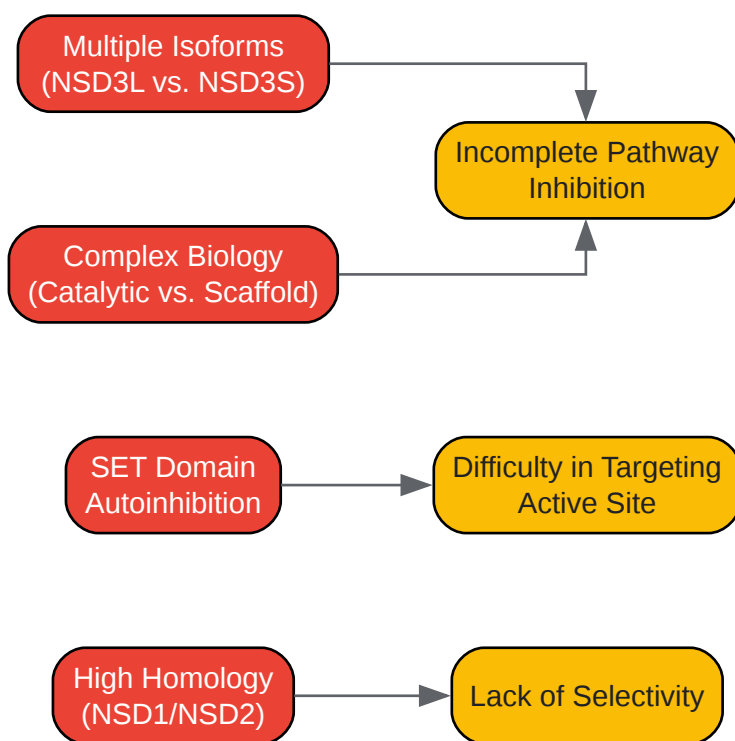 Multiple Isoforms
(NSD3L vs. NSD3S)
Incomplete Pathway
Inhibition
Complex Biology
(Catalytic vs. Scaffold)
SET Domain
Autoinhibition
Difficulty in Targeting
Active Site
High Homology
(NSD1/NSD2)
Lack of Selectivity